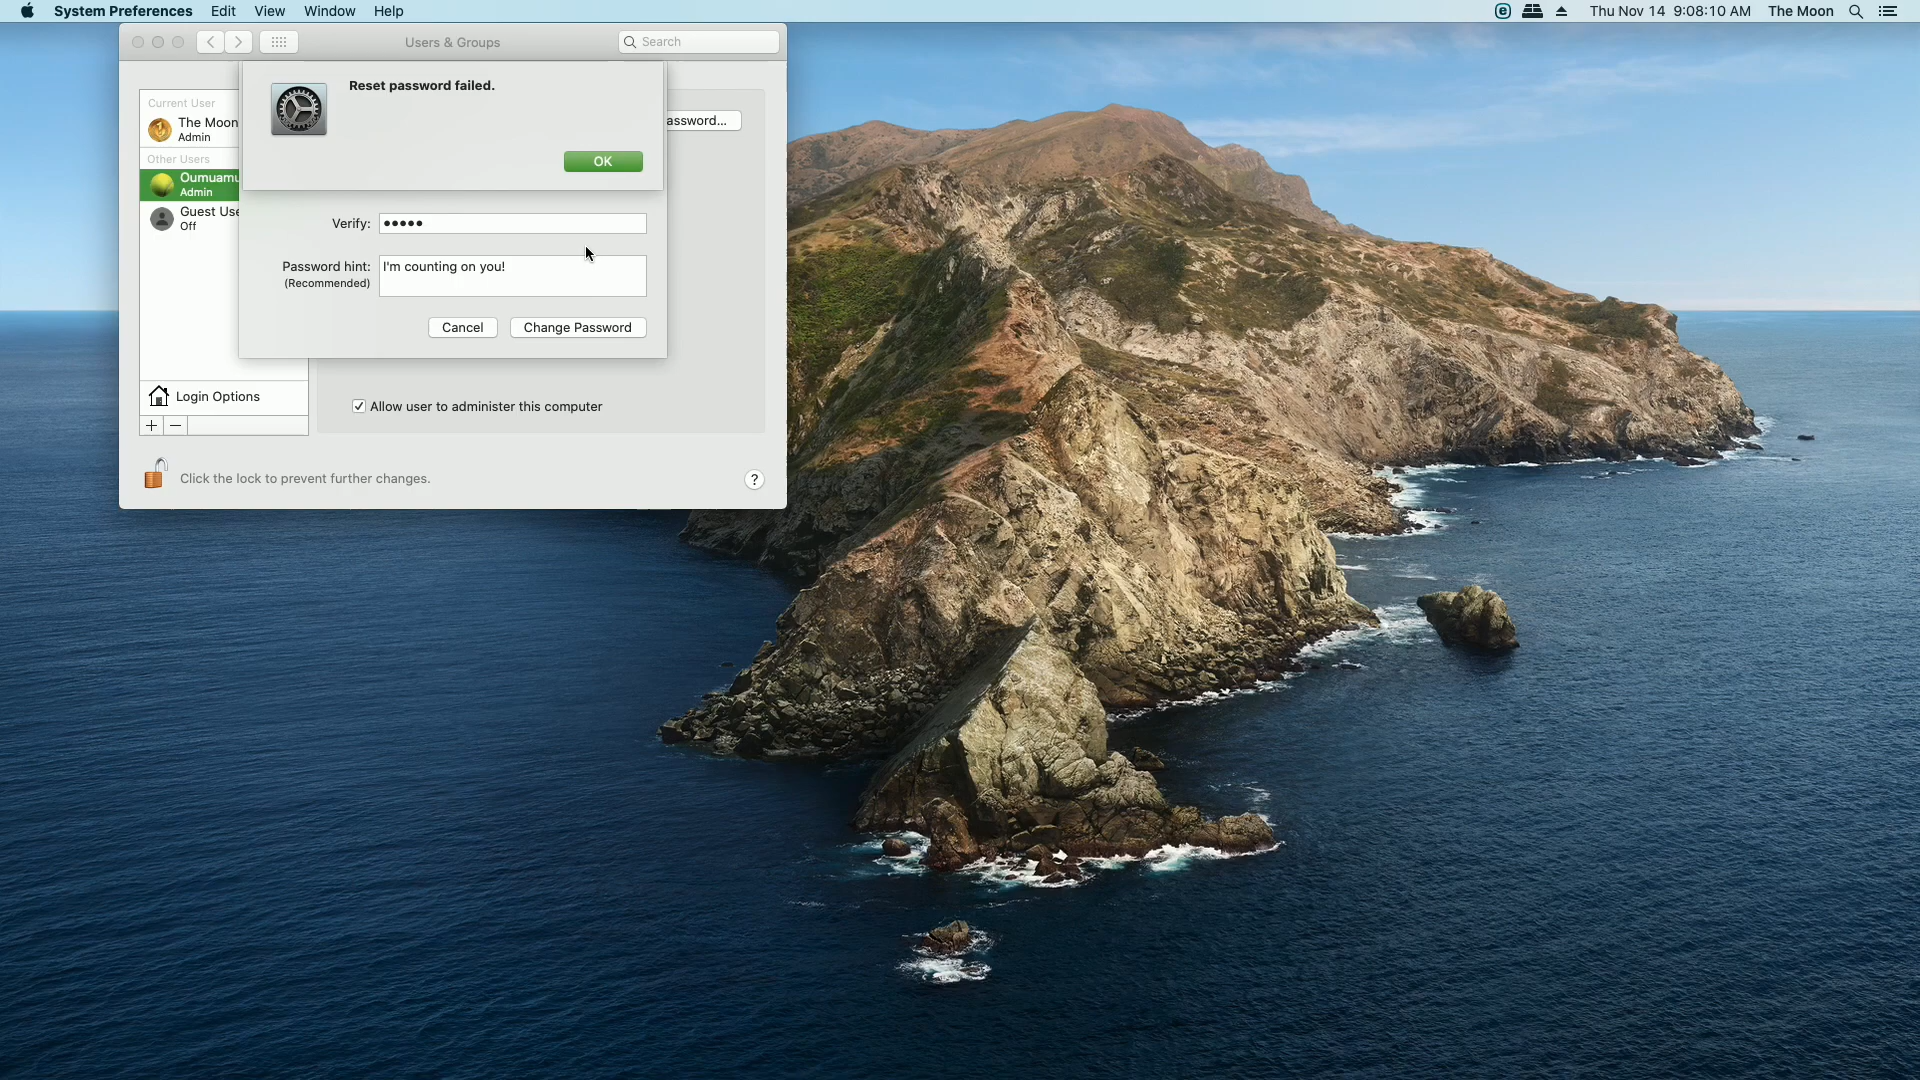 System Preferences Edit View Window Help
Thu Nov 14 9:08:10 AM The Moon
Users & Groups
Search
Reset password failed.
Current User
The Moon
Admin
assword...
OK
Other Users
Oumuamu
Admin
Guest Use
Off
Verify: •••••
Password hint: I'm counting on you!
(Recommended)
Cancel Change Password
Login Options
Allow user to administer this computer
+ −
Click the lock to prevent further changes.
?